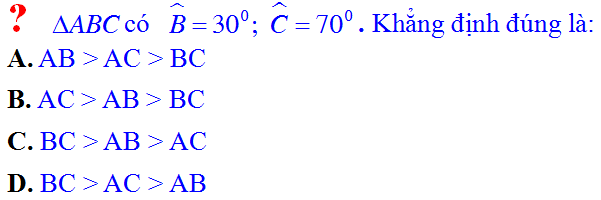 ? ΔABC có B̂ = 30⁰; Ĉ = 70⁰. Khẳng định đúng là:
A. AB > AC > BC
B. AC > AB > BC
C. BC > AB > AC
D. BC > AC > AB